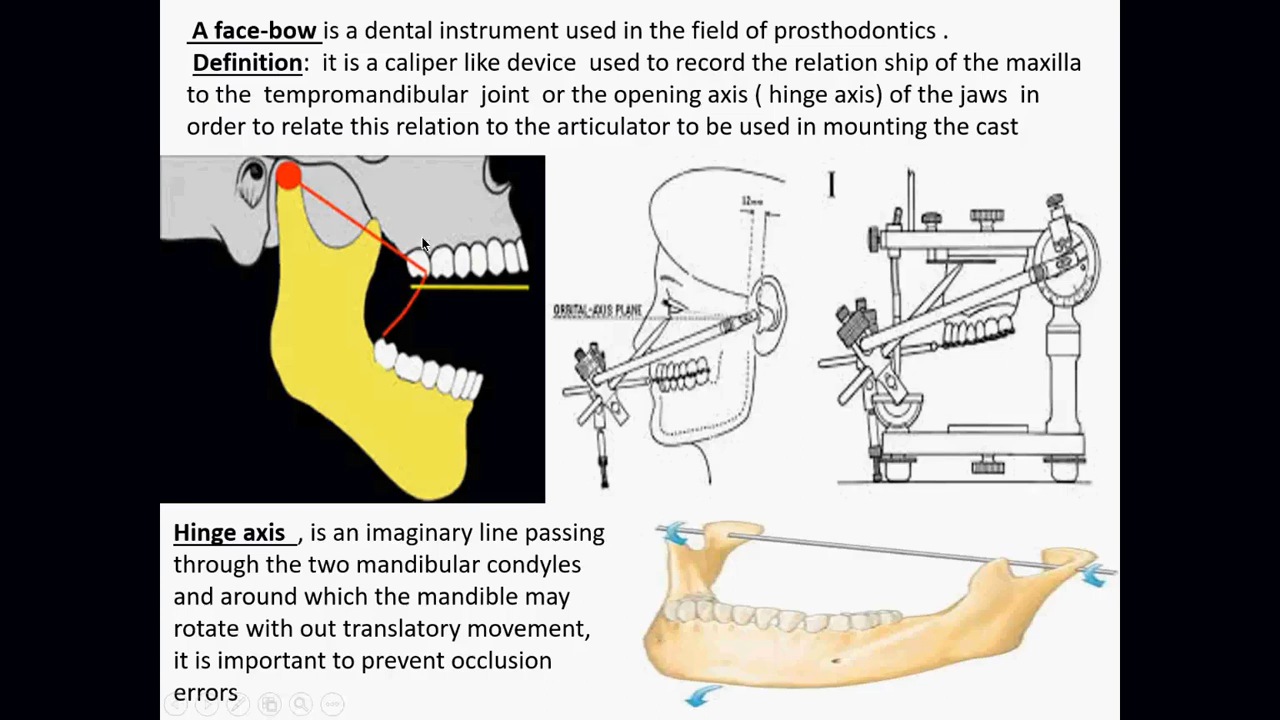 A face-bow is a dental instrument used in the field of prosthodontics .
Definition: it is a caliper like device used to record the relation ship of the maxilla
to the tempromandibular joint or the opening axis ( hinge axis) of the jaws in
order to relate this relation to the articulator to be used in mounting the cast
12mm
ORBITAL-AXIS PLANE
Hinge axis , is an imaginary line passing
through the two mandibular condyles
and around which the mandible may
rotate with out translatory movement,
it is important to prevent occlusion
errors